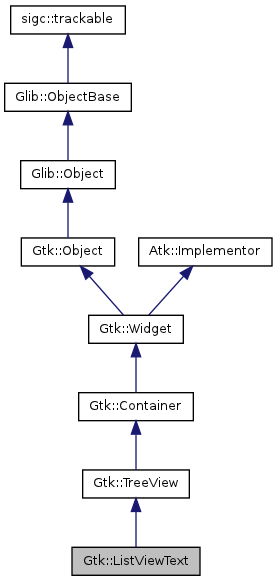 sigc::trackable
Glib::ObjectBase
Glib::Object
Gtk::Object
Atk::Implementor
Gtk::Widget
Gtk::Container
Gtk::TreeView
Gtk::ListViewText